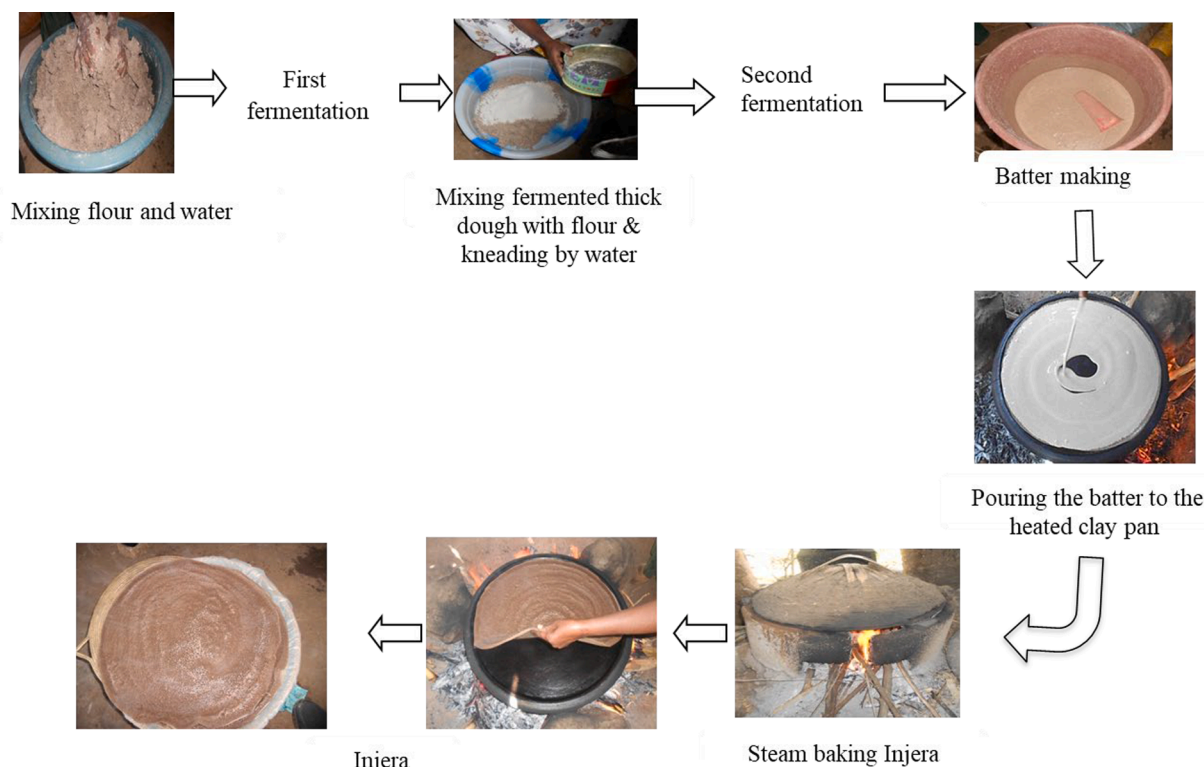 First
fermentation
Second
fermentation
Batter making
Mixing flour and water
Mixing fermented thick
dough with flour &
kneading by water
Pouring the batter to the
heated clay pan
Steam baking Injera
Injera